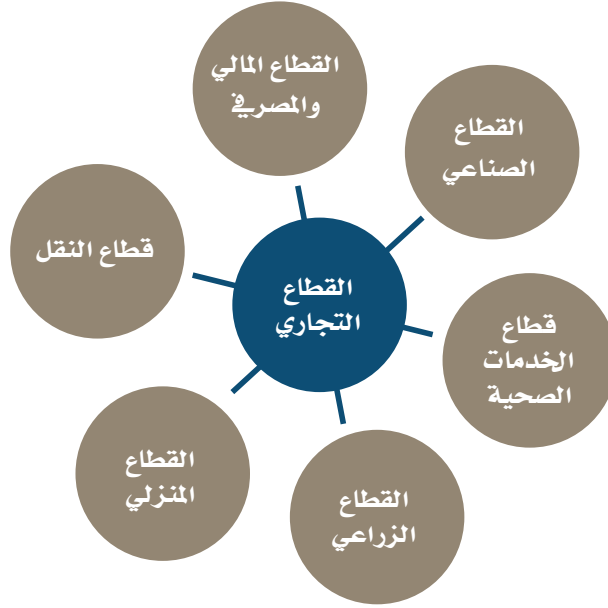 القطاع المالي
والمصرفي
القطاع
الصناعي
قطاع النقل
القطاع
التجاري
قطاع
الخدمات
الصحية
القطاع
المنزلي
القطاع
الزراعي